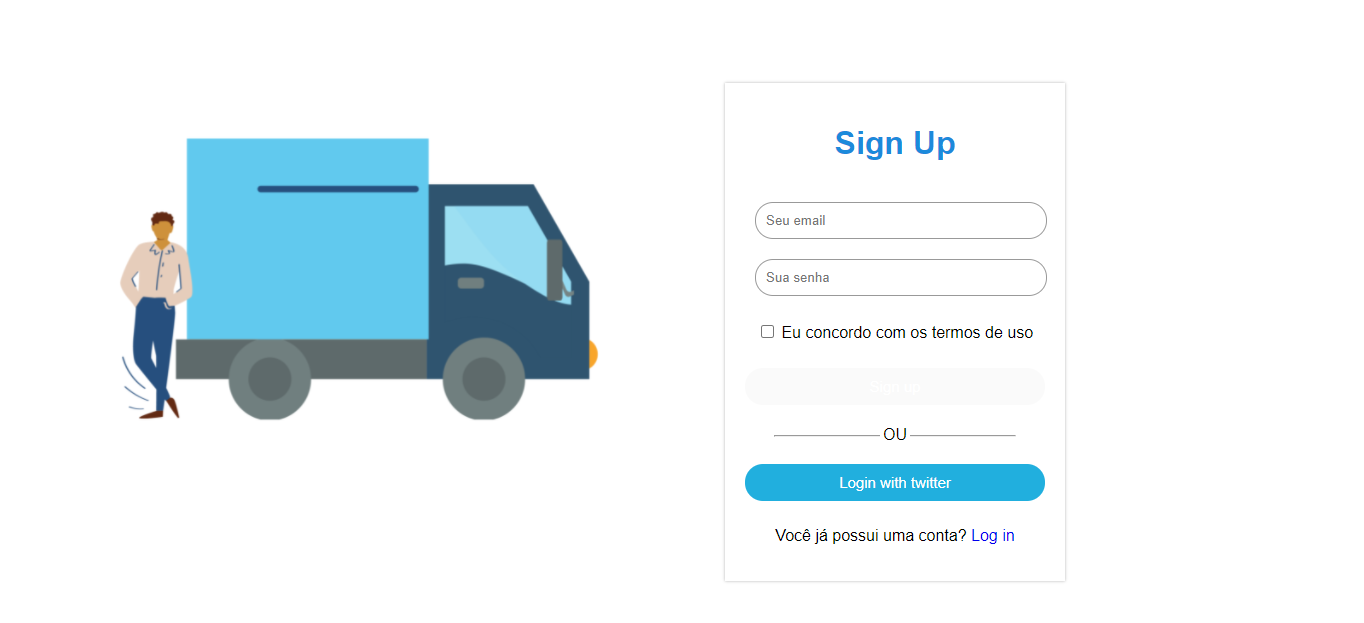 Sign Up
Seu email
Sua senha
Eu concordo com os termos de uso
Sign up
OU
Login with twitter
Você já possui uma conta? Log in